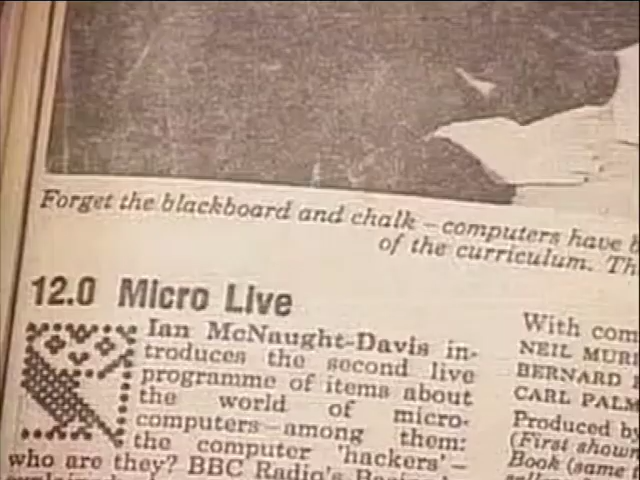 Forget the blackboard and chalk – computers have
of the curriculum. Th
12.0 Micro Live
Ian McNaught-Davis in-
troduces the second live
programme of items about
the world of micro-
computers – among them:
the computer 'hackers' –
who are they? BBC Radio's
With com
NEIL MUR
BERNARD
CARL PALM
Produced by
(First shown
Book (same t